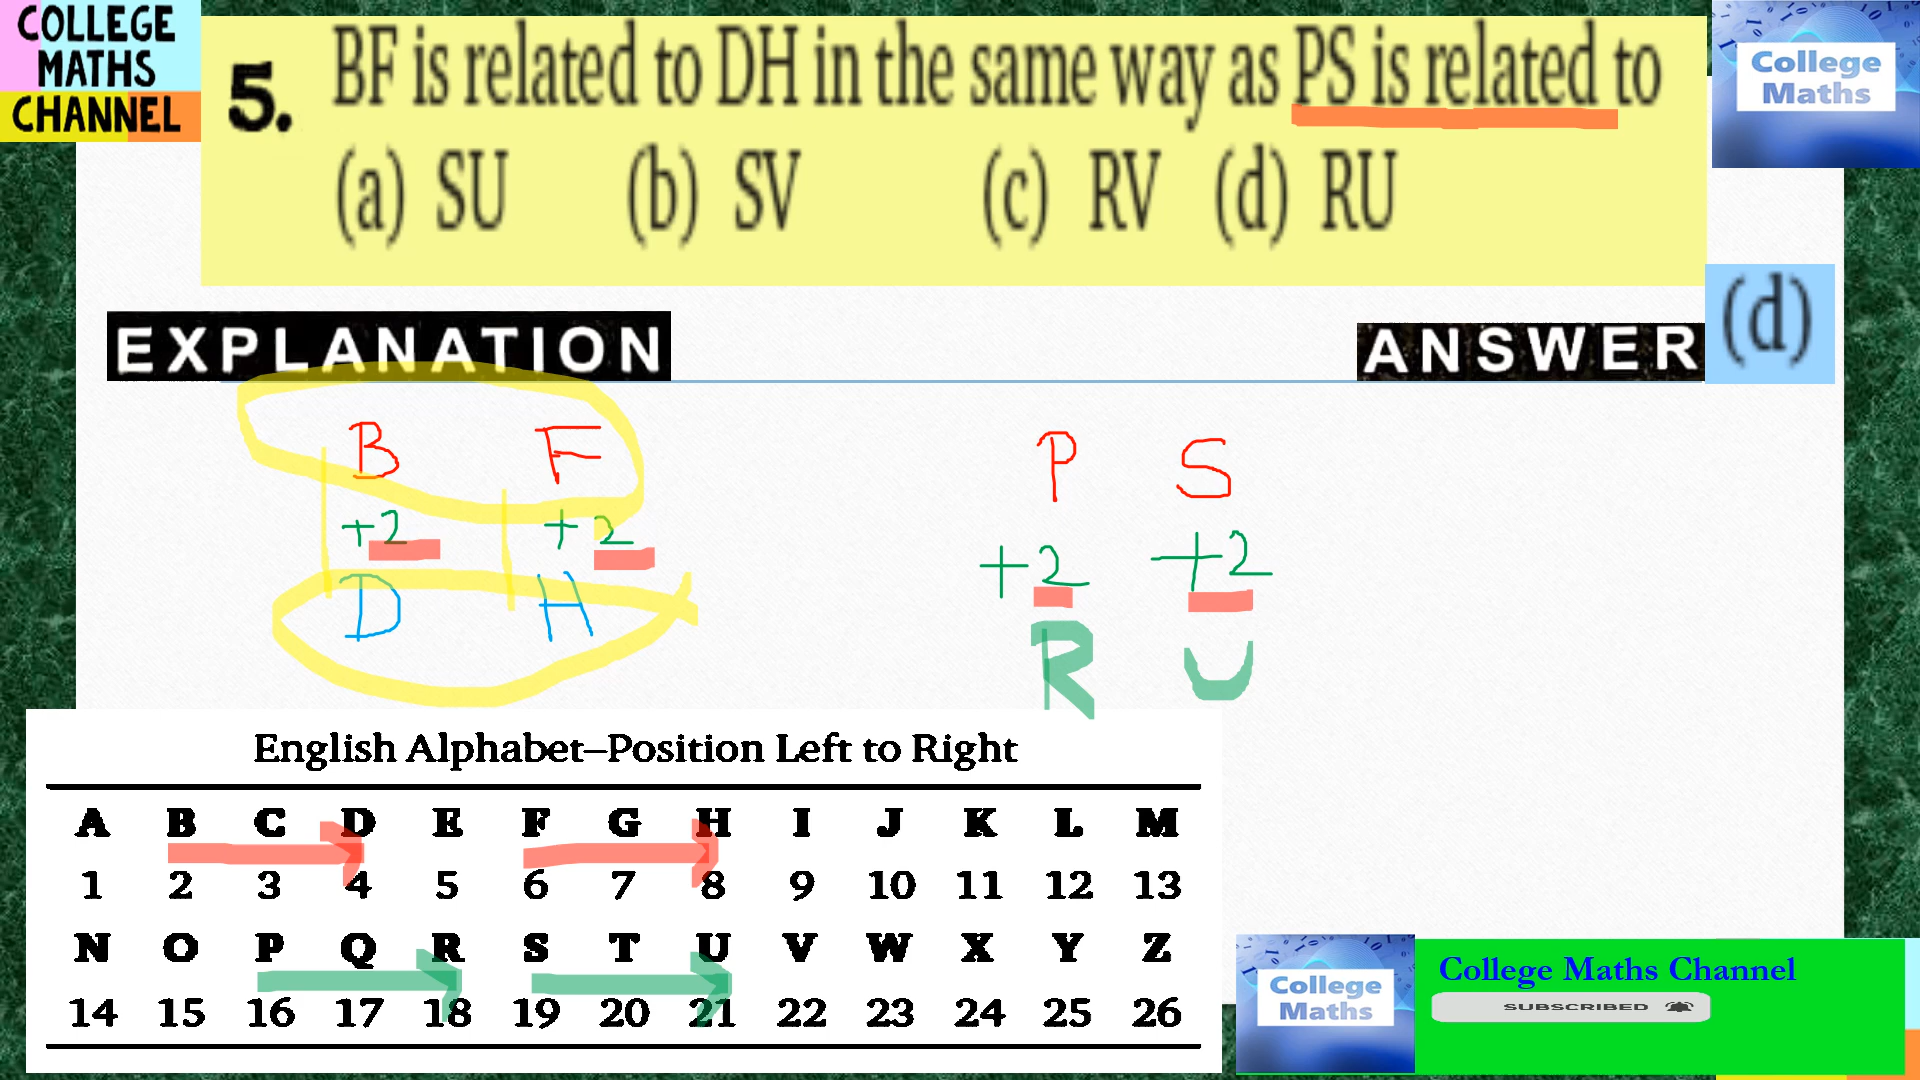 COLLEGE
MATHS
CHANNEL
5. BF is related to DH in the same way as PS is related to
(a) SU (b) SV (c) RV (d) RU
College
Maths
EXPLANATION
ANSWER (d)
B F
+2 +2
D H
P S
+2 +2
R U
English Alphabet–Position Left to Right
A B C D E F G H I J K L M
1 2 3 4 5 6 7 8 9 10 11 12 13
N O P Q R S T U V W X Y Z
14 15 16 17 18 19 20 21 22 23 24 25 26
College
Maths
College Maths Channel
SUBSCRIBED